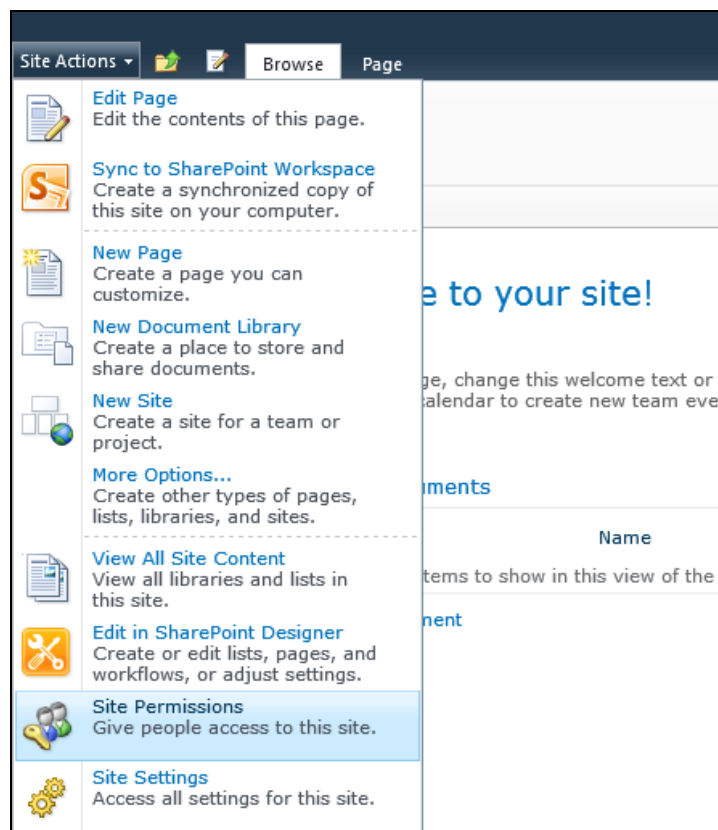 Site Actions
Browse
Page
Edit Page
Edit the contents of this page.
Sync to SharePoint Workspace
Create a synchronized copy of
this site on your computer.
New Page
Create a page you can
customize.
New Document Library
Create a place to store and
share documents.
New Site
Create a site for a team or
project.
More Options...
Create other types of pages,
lists, libraries, and sites.
View All Site Content
View all libraries and lists in
this site.
Edit in SharePoint Designer
Create or edit lists, pages, and
workflows, or adjust settings.
Site Permissions
Give people access to this site.
Site Settings
Access all settings for this site.
e to your site!
ge, change this welcome text or
calendar to create new team eve
uments
Name
tems to show in this view of the
ment